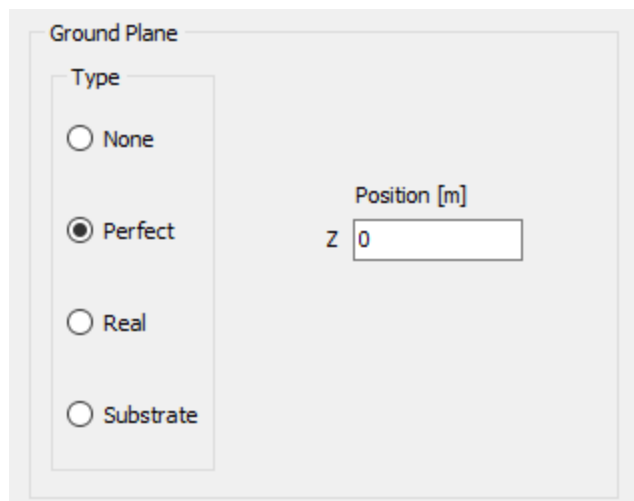 Ground Plane
Type
None
Position [m]
Perfect
Z 0
Real
Substrate